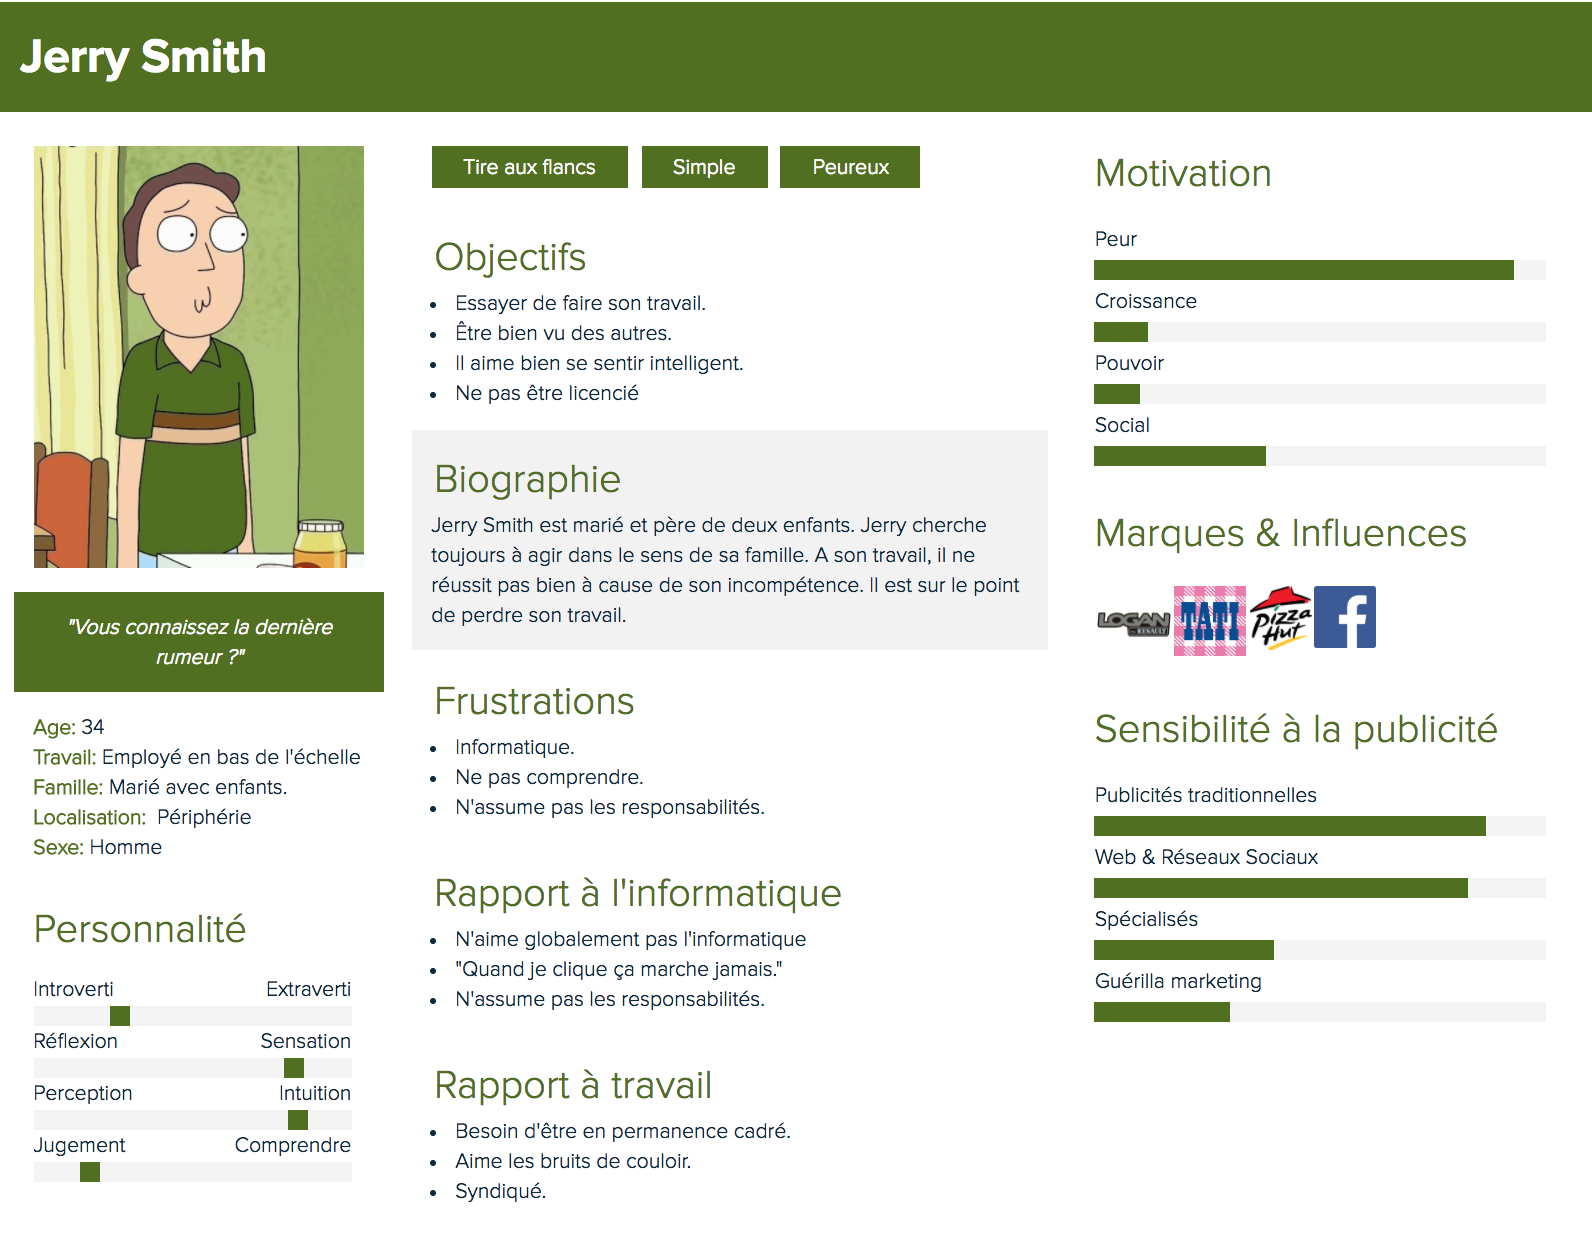 Jerry Smith
"Vous connaissez la dernière
rumeur ?"
Age: 34
Travail: Employé en bas de l'échelle
Famille: Marié avec enfants.
Localisation: Périphérie
Sexe: Homme
Personnalité
Introverti Extraverti
Réflexion Sensation
Perception Intuition
Jugement Comprendre
Tire aux flancs Simple Peureux
Objectifs
• Essayer de faire son travail.
• Être bien vu des autres.
• Il aime bien se sentir intelligent.
• Ne pas être licencié
Biographie
Jerry Smith est marié et père de deux enfants. Jerry cherche
toujours à agir dans le sens de sa famille. A son travail, il ne
réussit pas bien à cause de son incompétence. Il est sur le point
de perdre son travail.
Frustrations
• Informatique.
• Ne pas comprendre.
• N'assume pas les responsabilités.
Rapport à l'informatique
• N'aime globalement pas l'informatique
• "Quand je clique ça marche jamais."
• N'assume pas les responsabilités.
Rapport à travail
• Besoin d'être en permanence cadré.
• Aime les bruits de couloir.
• Syndiqué.
Motivation
Peur
Croissance
Pouvoir
Social
Marques & Influences
LOGAN
RENAULT
TATI
Pizza
Hut
f
Sensibilité à la publicité
Publicités traditionnelles
Web & Réseaux Sociaux
Spécialisés
Guérilla marketing